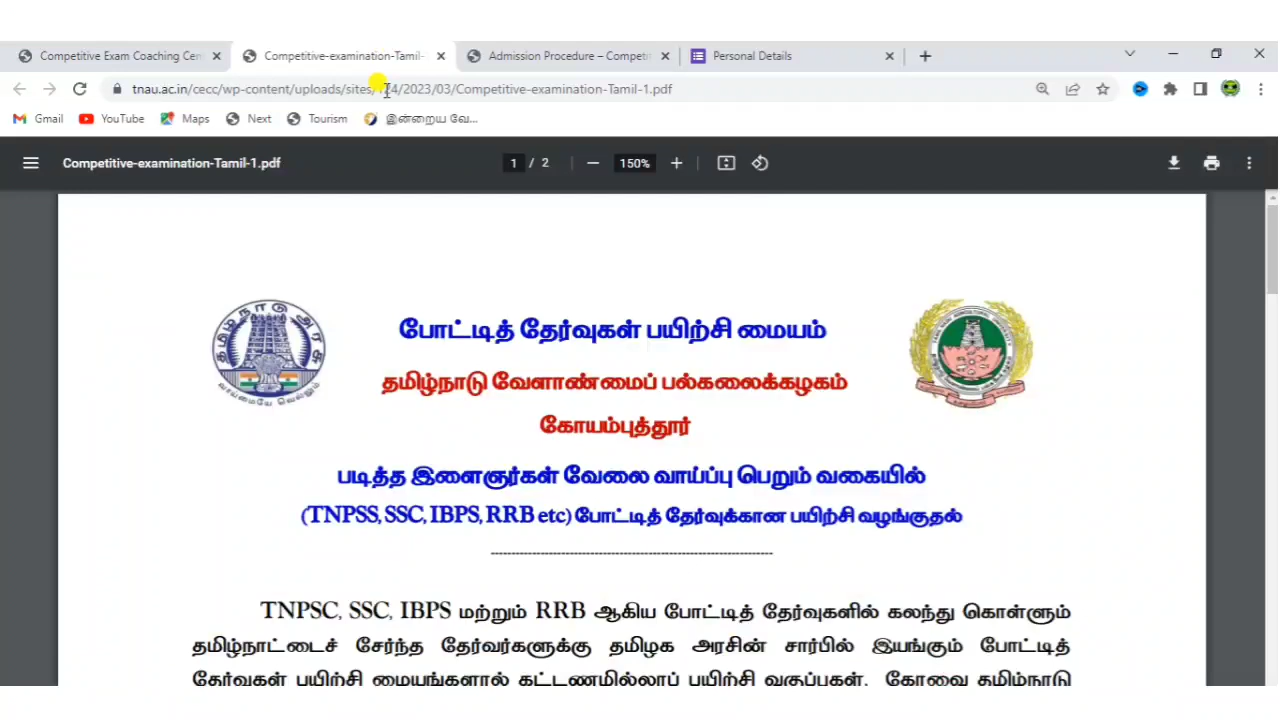 Competitive Exam Coaching Cen
Competitive-examination-Tamil-
Admission Procedure – Competi
Personal Details
tnau.ac.in/cecc/wp-content/uploads/sites/124/2023/03/Competitive-examination-Tamil-1.pdf
Gmail YouTube Maps Next Tourism இன்றைய வே...
Competitive-examination-Tamil-1.pdf 1 / 2 150%
தமிழ்நாடு அரசு
வாய்மையே வெல்லும்
போட்டித் தேர்வுகள் பயிற்சி மையம்
தமிழ்நாடு வேளாண்மைப் பல்கலைக்கழகம்
கோயம்புத்தூர்
படித்த இளைஞர்கள் வேலை வாய்ப்பு பெறும் வகையில்
(TNPSS, SSC, IBPS, RRB etc) போட்டித் தேர்வுக்கான பயிற்சி வழங்குதல்
TNPSC, SSC, IBPS மற்றும் RRB ஆகிய போட்டித் தேர்வுகளில் கலந்து கொள்ளும்
தமிழ்நாட்டைச் சேர்ந்த தேர்வர்களுக்கு தமிழக அரசின் சார்பில் இயங்கும் போட்டித்
தேர்வுகள் பயிற்சி மையங்களால் கட்டணமில்லாப் பயிற்சி வகுப்புகள். கோவை தமிழ்நாடு